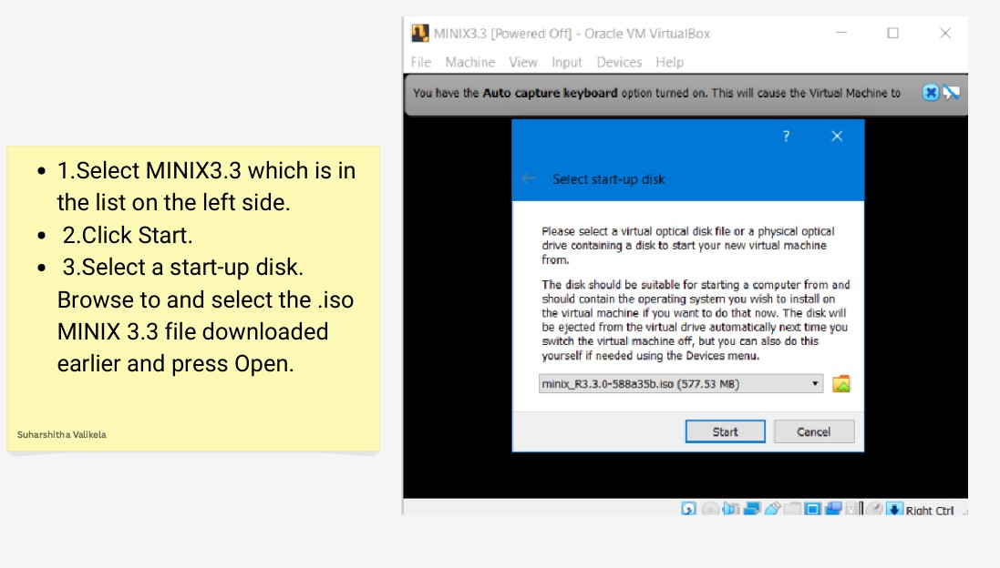 • 1.Select MINIX3.3 which is in
the list on the left side.
• 2.Click Start.
• 3.Select a start-up disk.
Browse to and select the .iso
MINIX 3.3 file downloaded
earlier and press Open.
Suharshitha Valikela
MINIX3.3 [Powered Off] - Oracle VM VirtualBox
File Machine View Input Devices Help
You have the Auto capture keyboard option turned on. This will cause the Virtual Machine to
?
Select start-up disk
Please select a virtual optical disk file or a physical optical
drive containing a disk to start your new virtual machine
from.
The disk should be suitable for starting a computer from and
should contain the operating system you wish to install on
the virtual machine if you want to do that now. The disk will
be ejected from the virtual drive automatically next time you
switch the virtual machine off, but you can also do this
yourself if needed using the Devices menu.
minix_R3.3.0-588a35b.iso (577.53 MB)
Start Cancel
Right Ctrl